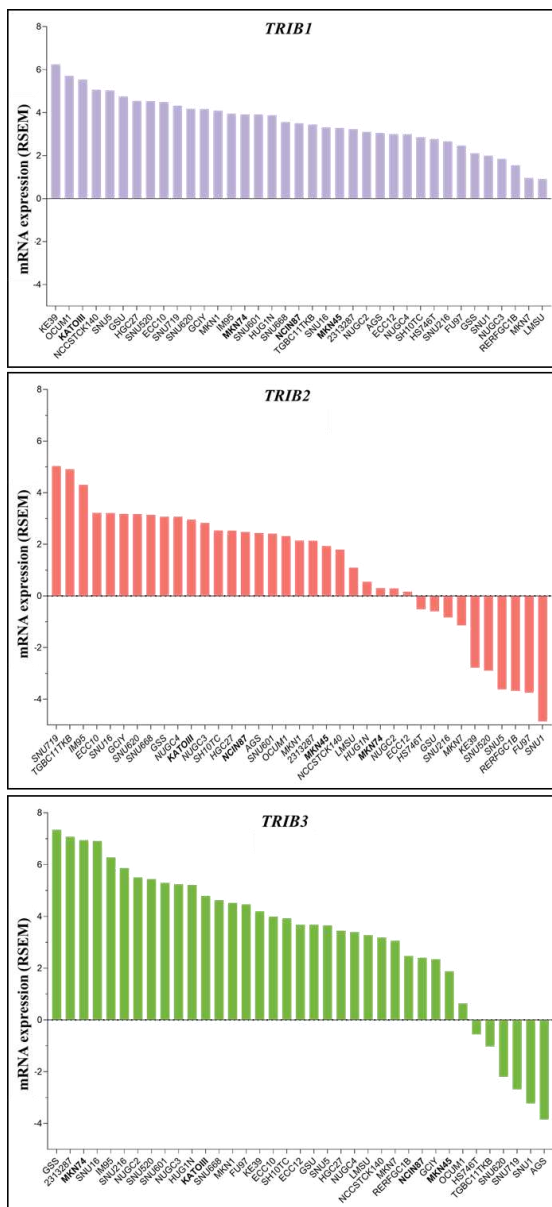 TRIB1
mRNA expression (RSEM)
8
6
4
2
0
-2
-4
KE39
OCUM1
KATOIII
NCCSTCK140
SNU5
GSU
HGC27
SNU520
ECC10
SNU719
SNU620
GCIY
MKN1
IM95
MKN74
SNU601
HUG1N
SNU668
NCIN87
TGBC11TKB
SNU16
MKN45
2313287
NUGC2
AGS
ECC12
NUGC4
SH10TC
HS746T
SNU216
FU97
GSS
SNU1
NUGC3
RERFGC1B
MKN7
LMSU
TRIB2
mRNA expression (RSEM)
8
6
4
2
0
-2
-4
SNU719
TGBC11TKB
IM95
ECC10
SNU16
GCIY
SNU620
SNU668
GSS
NUGC4
KATOIII
NUGC3
SH10TC
HGC27
NCIN87
AGS
SNU601
OCUM1
MKN1
2313287
MKN45
NCCSTCK140
LMSU
HUG1N
MKN74
NUGC2
ECC12
HS746T
GSU
SNU216
MKN7
KE39
SNU520
SNU5
RERFGC1B
FU97
SNU1
TRIB3
mRNA expression (RSEM)
8
6
4
2
0
-2
-4
GSS
2313287
MKN74
SNU16
IM95
SNU216
NUGC2
SNU520
SNU601
NUGC3
HUG1N
KATOIII
SNU668
MKN1
FU97
KE39
ECC10
SH10TC
ECC12
GSU
SNU5
HGC27
NUGC4
LMSU
NCCSTCK140
MKN7
RERFGC1B
NCIN87
GCIY
MKN45
OCUM1
HS746T
TGBC11TKB
SNU620
SNU719
SNU1
AGS